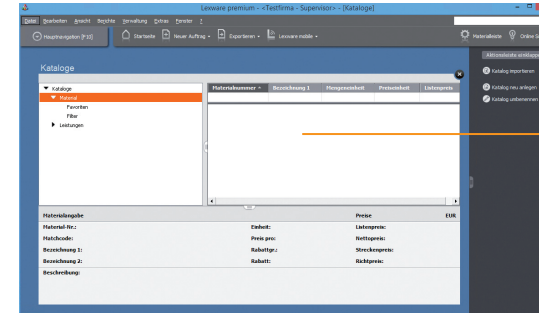 Lexware premium - <Testfirma - Supervisor> - [Kataloge]
Datei Bearbeiten Ansicht Berichte Verwaltung Extras Fenster ?
Hauptnavigation [F10] Startseite Neuer Auftrag Exportieren Lexware mobile Materialleiste Online S
Aktionsleiste einklappe
Kataloge
Katalog importieren
Kataloge Materialnummer Bezeichnung 1 Mengeneinheit Preiseinheit Listenpreis
Katalog neu anlegen
Material
Katalog umbenennen
Favoriten
Filter
Leistungen
Materialangabe Preise EUR
Material-Nr.: Einheit: Listenpreis:
Matchcode: Preis pro: Nettopreis:
Bezeichnung 1: Rabattgr.: Streckenpreis:
Bezeichnung 2: Rabatt: Richtpreis:
Beschreibung: